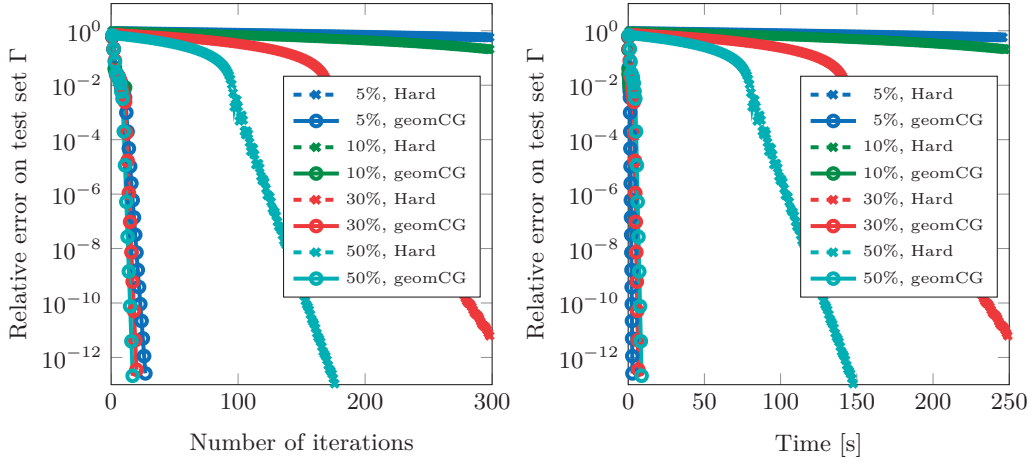 Relative error on test set Γ
10^0
10^-2
10^-4
10^-6
10^-8
10^-10
10^-12
0
100
200
300
Number of iterations
5%, Hard
5%, geomCG
10%, Hard
10%, geomCG
30%, Hard
30%, geomCG
50%, Hard
50%, geomCG
Relative error on test set Γ
10^0
10^-2
10^-4
10^-6
10^-8
10^-10
10^-12
0
50
100
150
200
250
Time [s]
5%, Hard
5%, geomCG
10%, Hard
10%, geomCG
30%, Hard
30%, geomCG
50%, Hard
50%, geomCG